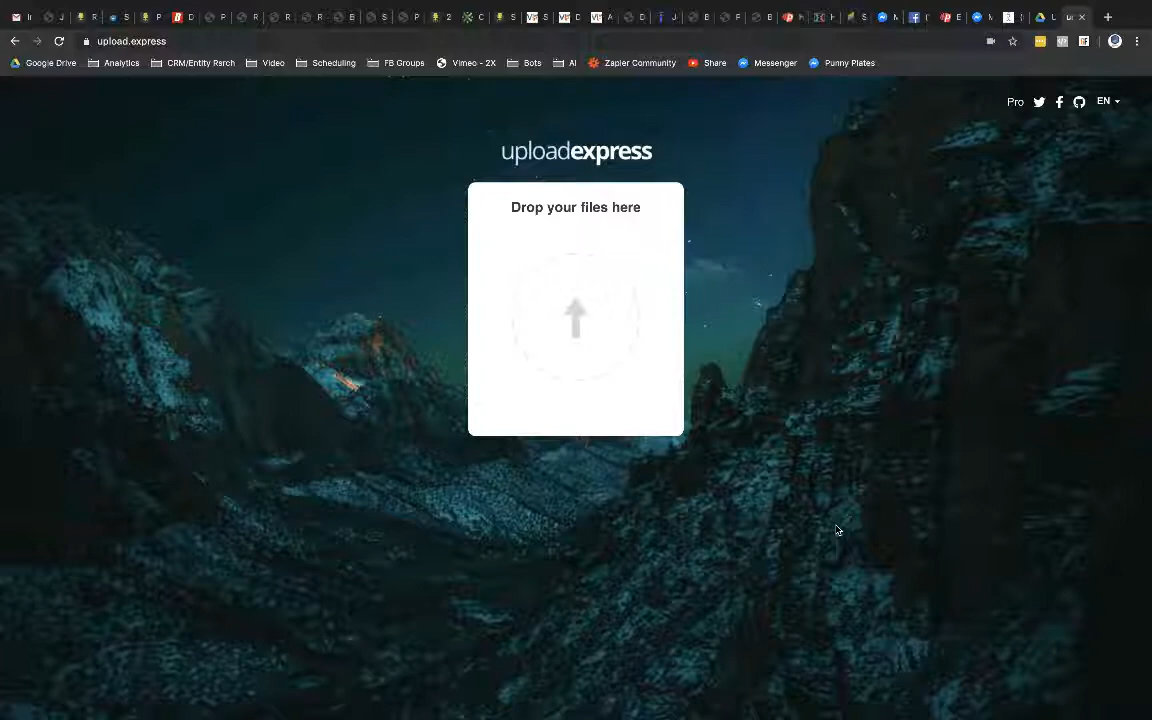 upload.express
Google Drive Analytics CRM/Entity Rsrch Video Scheduling FB Groups Vimeo - 2X Bots AI Zapier Community Share Messenger Punny Plates
Pro EN
uploadexpress
Drop your files here